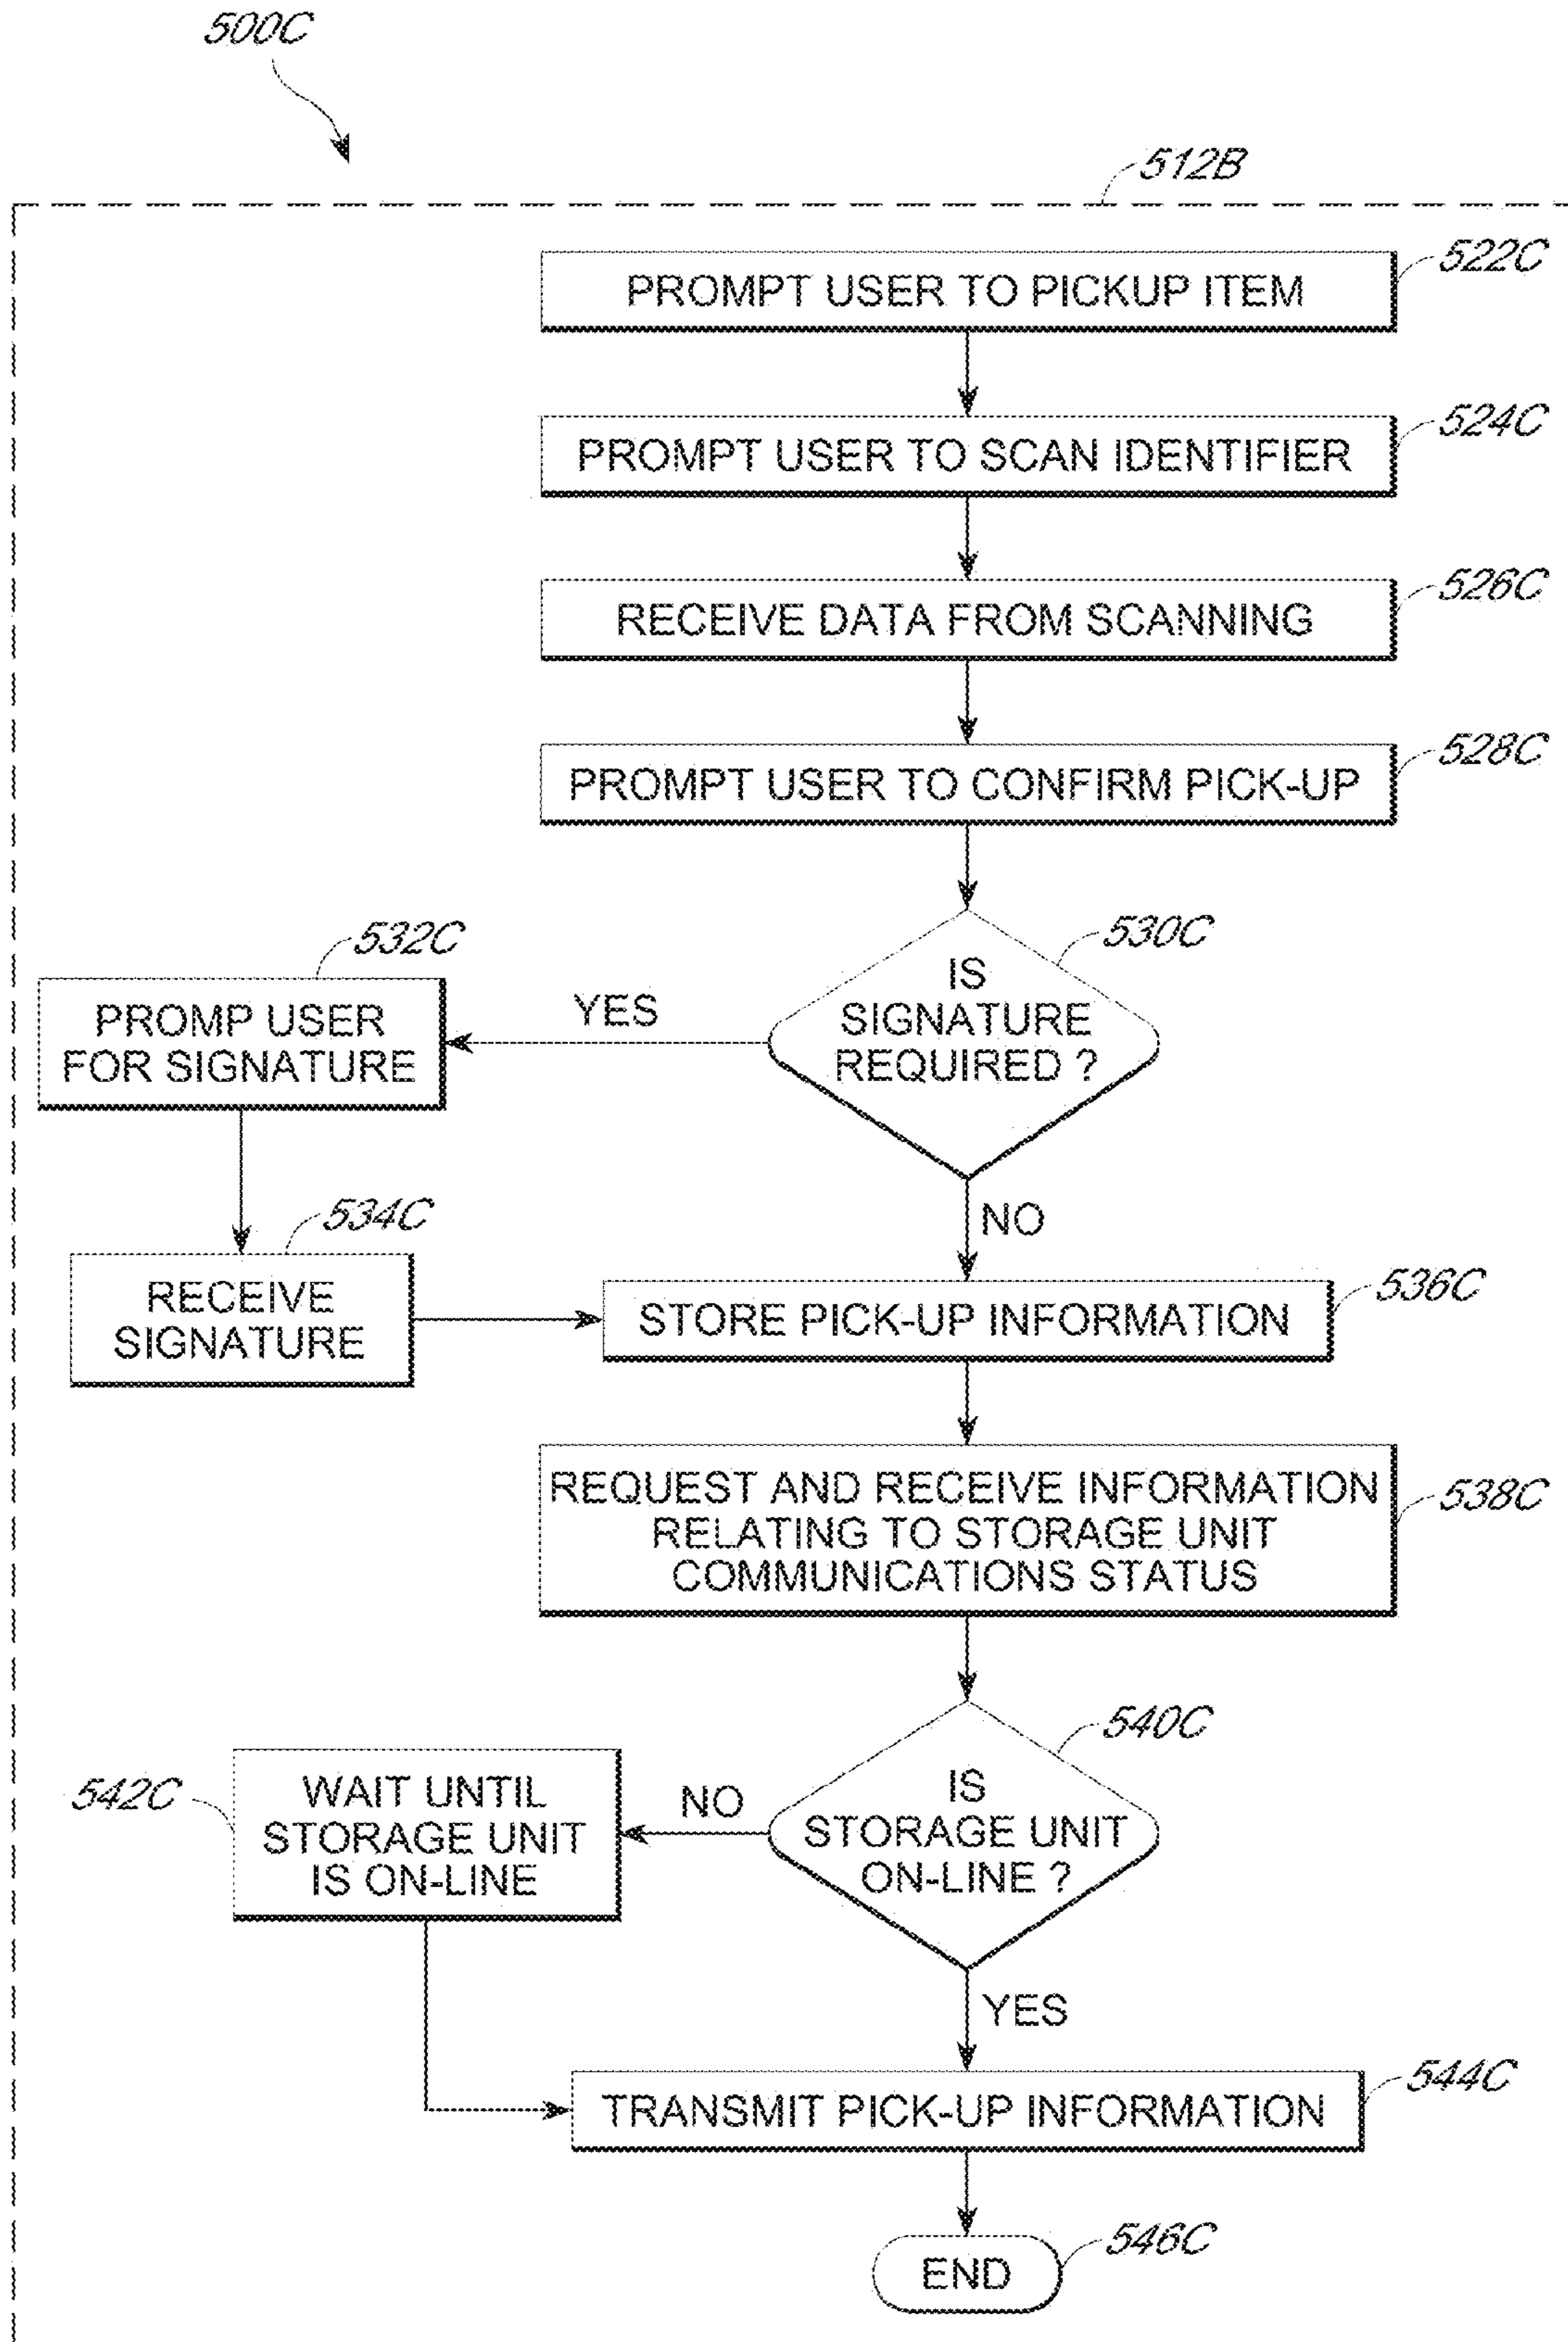 500C
512B
522C
PROMPT USER TO PICKUP ITEM
524C
PROMPT USER TO SCAN IDENTIFIER
526C
RECEIVE DATA FROM SCANNING
528C
PROMPT USER TO CONFIRM PICK-UP
530C
IS
SIGNATURE
REQUIRED ?
YES
532C
PROMP USER
FOR SIGNATURE
534C
RECEIVE
SIGNATURE
NO
536C
STORE PICK-UP INFORMATION
538C
REQUEST AND RECEIVE INFORMATION
RELATING TO STORAGE UNIT
COMMUNICATIONS STATUS
540C
IS
STORAGE UNIT
ON-LINE ?
NO
542C
WAIT UNTIL
STORAGE UNIT
IS ON-LINE
YES
544C
TRANSMIT PICK-UP INFORMATION
546C
END